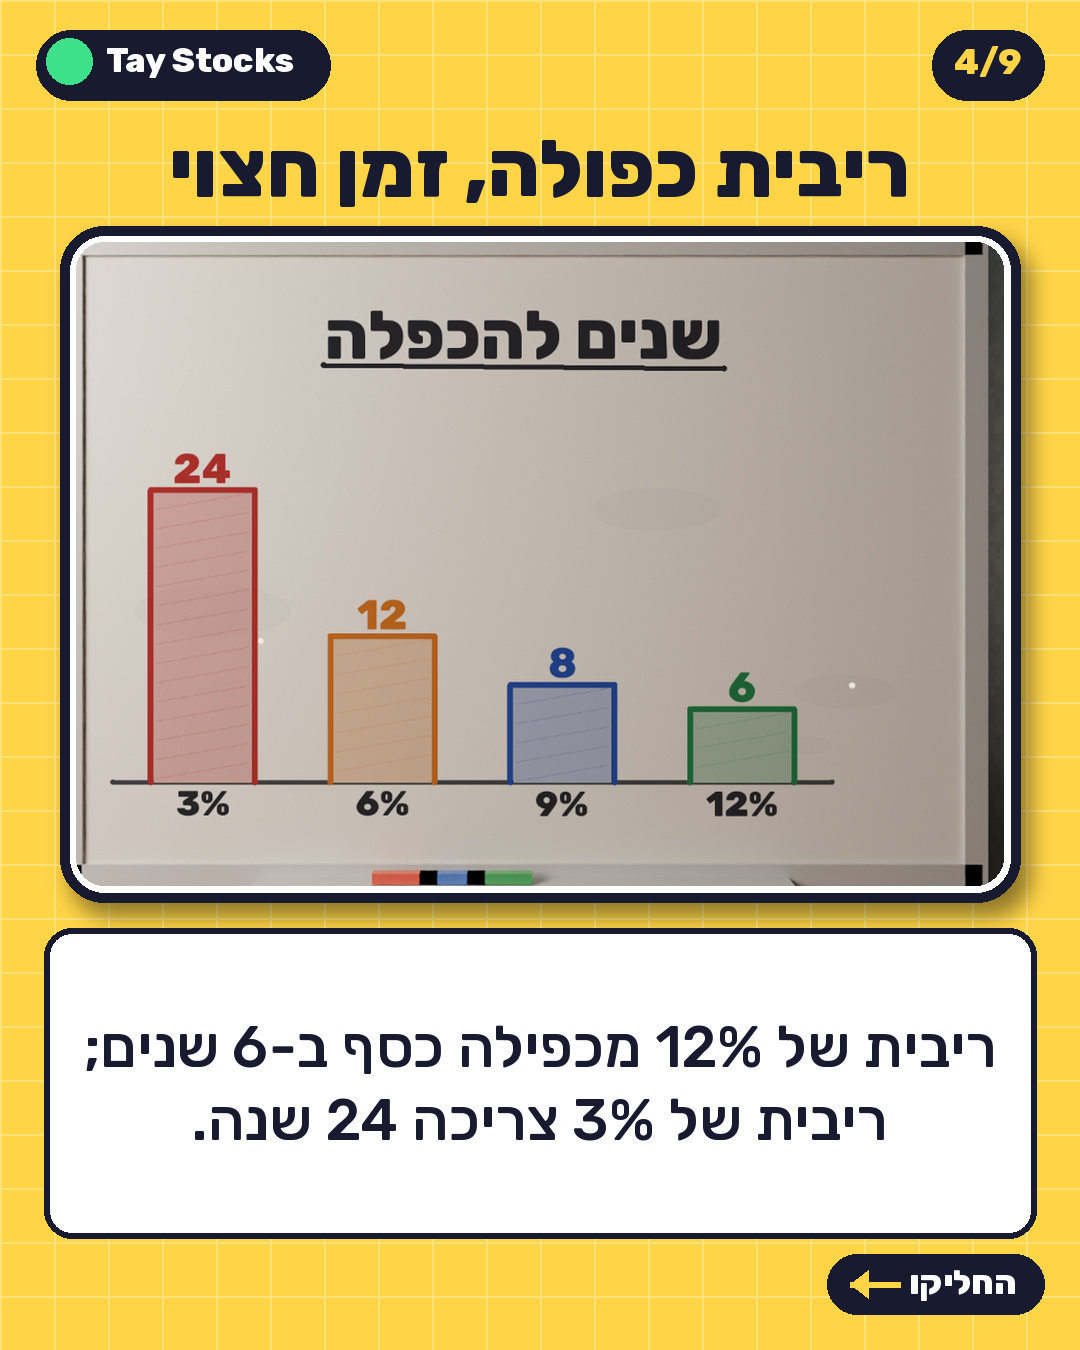 Tay Stocks
4/9
ריבית כפולה, זמן חצוי
שנים להכפלה
24
12
8
6
3%
6%
9%
12%
ריבית של 12% מכפילה כסף ב-6 שנים;
ריבית של 3% צריכה 24 שנה.
החליקו